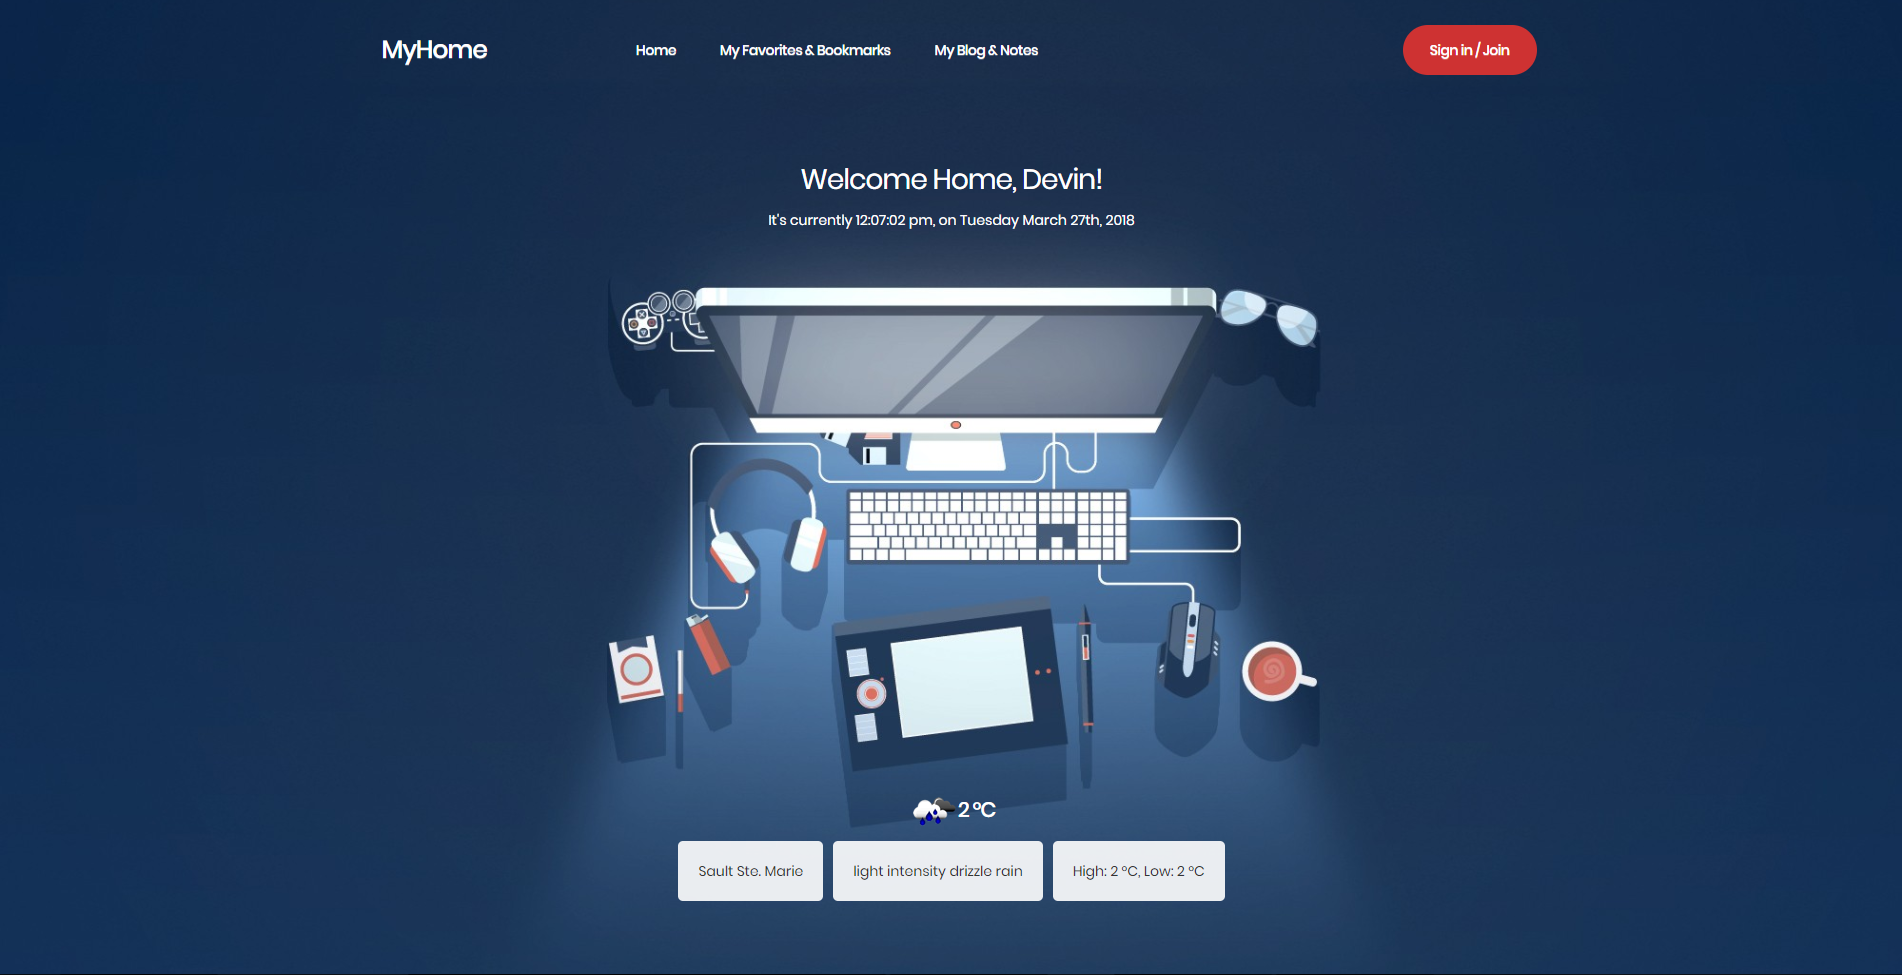 MyHome
Home
My Favorites & Bookmarks
My Blog & Notes
Sign in / Join
Welcome Home, Devin!
It's currently 12:07:02 pm, on Tuesday March 27th, 2018
2 °C
Sault Ste. Marie
light intensity drizzle rain
High: 2 °C, Low: 2 °C